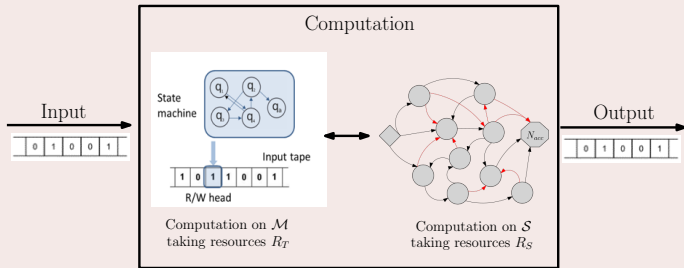 Computation
Input
0 1 0 0 1
State
machine
Input tape
1 0 1 1 0 0 1
R/W head
Computation on M
taking resources R_T
N_acc
Computation on S
taking resources R_S
Output
0 1 0 0 1